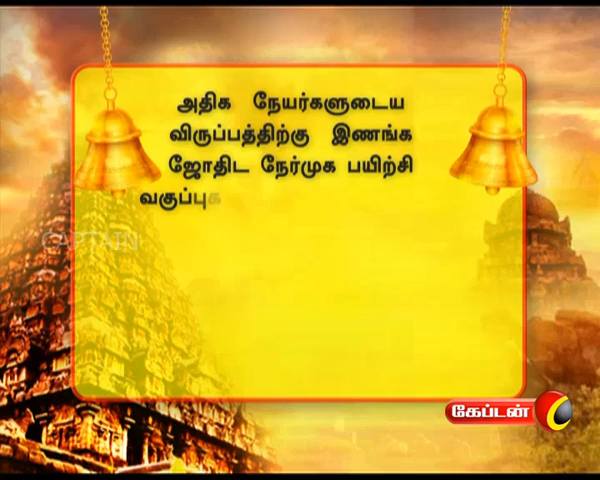 அதிக நேயர்களுடைய
விருப்பத்திற்கு இணங்க
ஜோதிட நேர்முக பயிற்சி
வகுப்புக
CAPTAIN
கேப்டன்